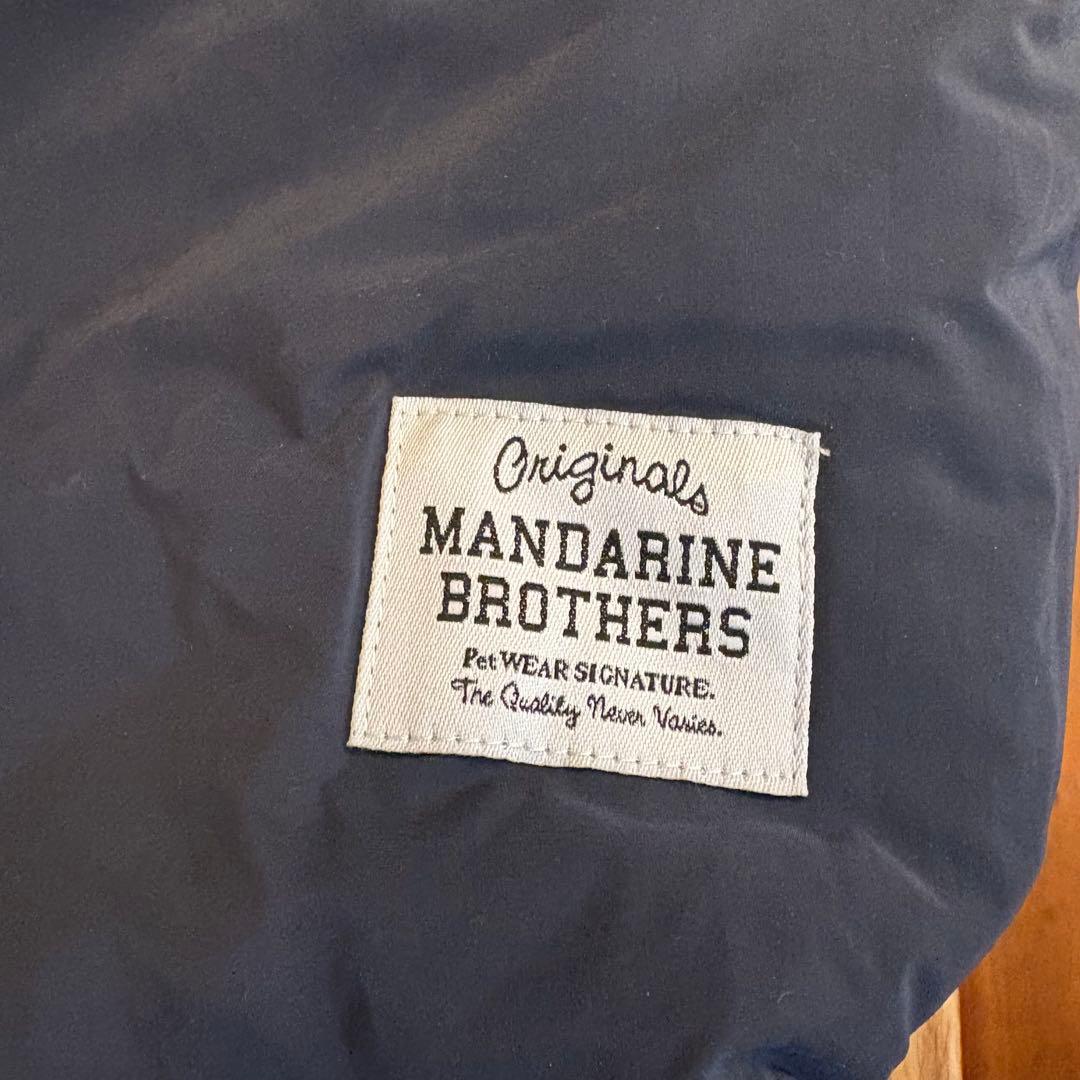 Originals
MANDARINE
BROTHERS
Pet WEAR SIGNATURE.
The Quality Never Varies.